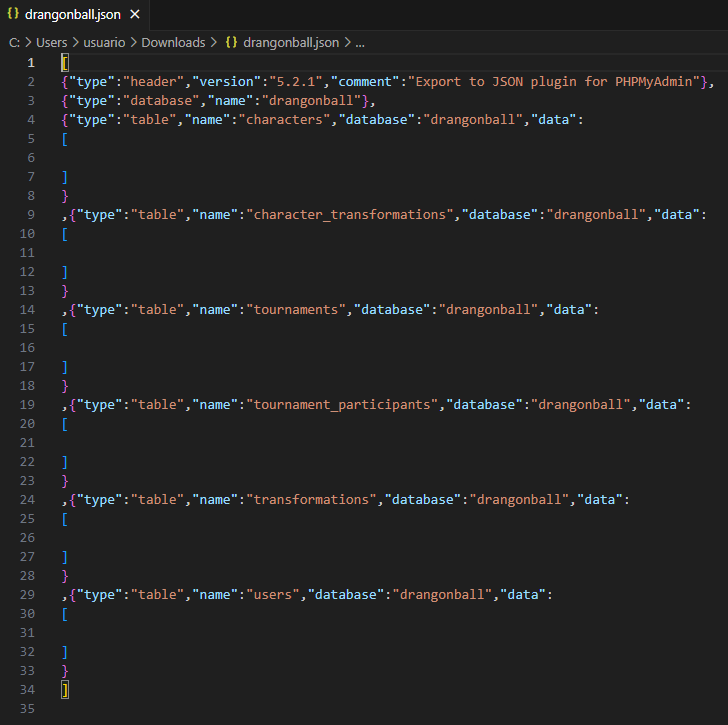 {} drangonball.json ×
C: > Users > usuario > Downloads > {} drangonball.json > ...
1 [
2 {"type":"header","version":"5.2.1","comment":"Export to JSON plugin for PHPMyAdmin"},
3 {"type":"database","name":"drangonball"},
4 {"type":"table","name":"characters","database":"drangonball","data":
5 [
6
7 ]
8 }
9 ,{"type":"table","name":"character_transformations","database":"drangonball","data":
10 [
11
12 ]
13 }
14 ,{"type":"table","name":"tournaments","database":"drangonball","data":
15 [
16
17 ]
18 }
19 ,{"type":"table","name":"tournament_participants","database":"drangonball","data":
20 [
21
22 ]
23 }
24 ,{"type":"table","name":"transformations","database":"drangonball","data":
25 [
26
27 ]
28 }
29 ,{"type":"table","name":"users","database":"drangonball","data":
30 [
31
32 ]
33 }
34 ]
35